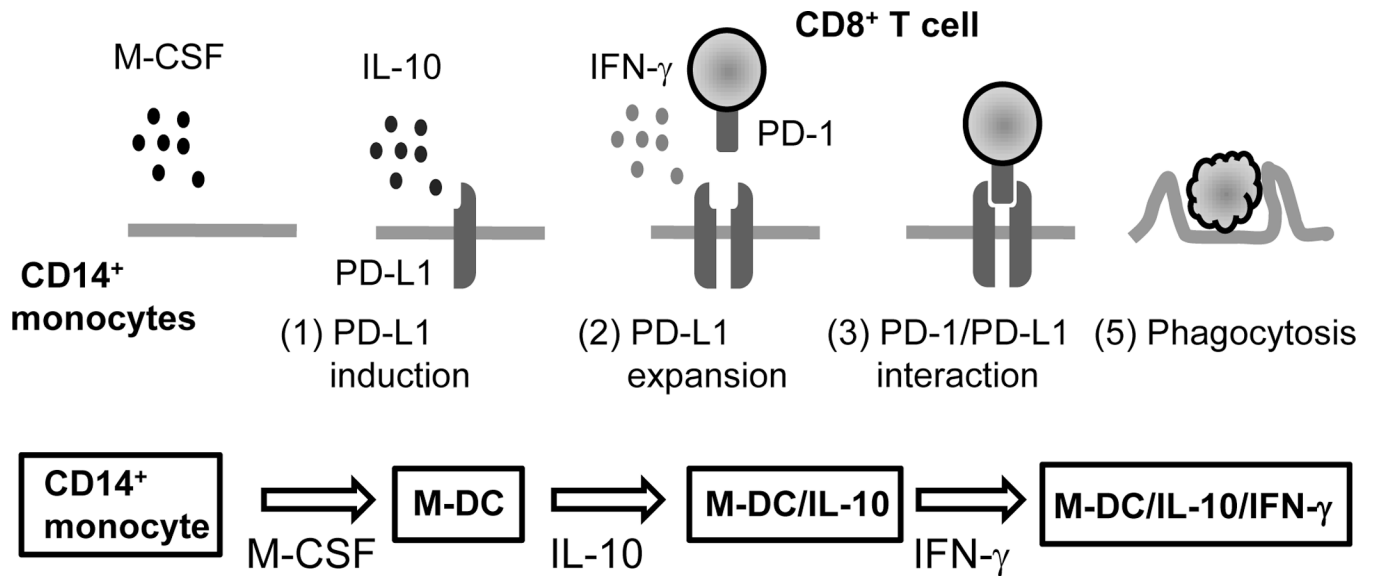 CD8⁺ T cell
M-CSF
IL-10
IFN-γ
PD-1
PD-L1
CD14⁺
monocytes
(1) PD-L1
induction
(2) PD-L1
expansion
(3) PD-1/PD-L1
interaction
(5) Phagocytosis
CD14⁺
monocyte
M-CSF
M-DC
IL-10
M-DC/IL-10
IFN-γ
M-DC/IL-10/IFN-γ